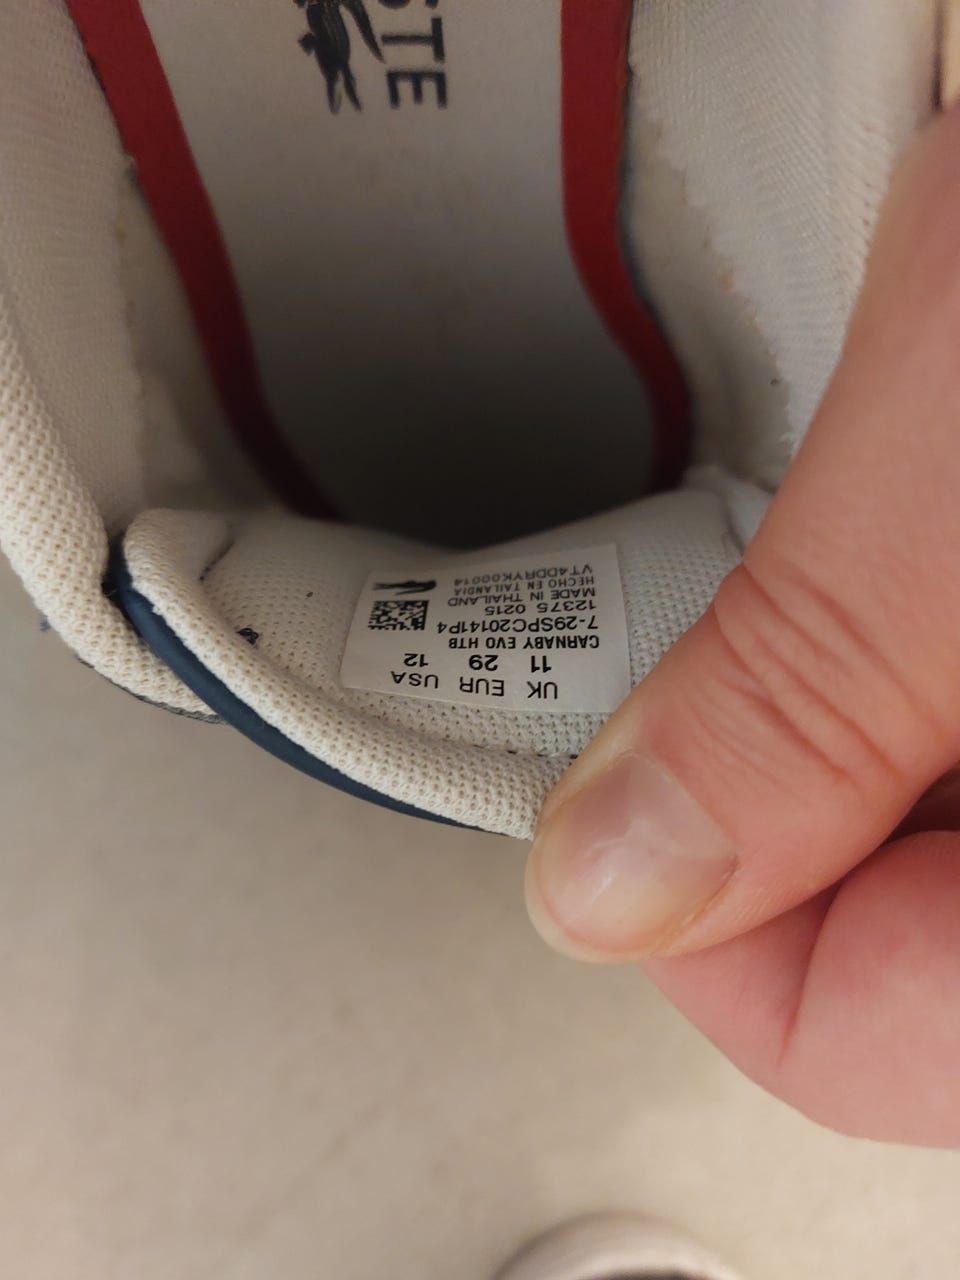 STE
UK EUR USA
11 29 12
CARNABY EVO HTB
7-29SPC20141P4
12375 0215
MADE IN THAILAND
HECHO EN TAILANDIA
VT4DDRYK00014